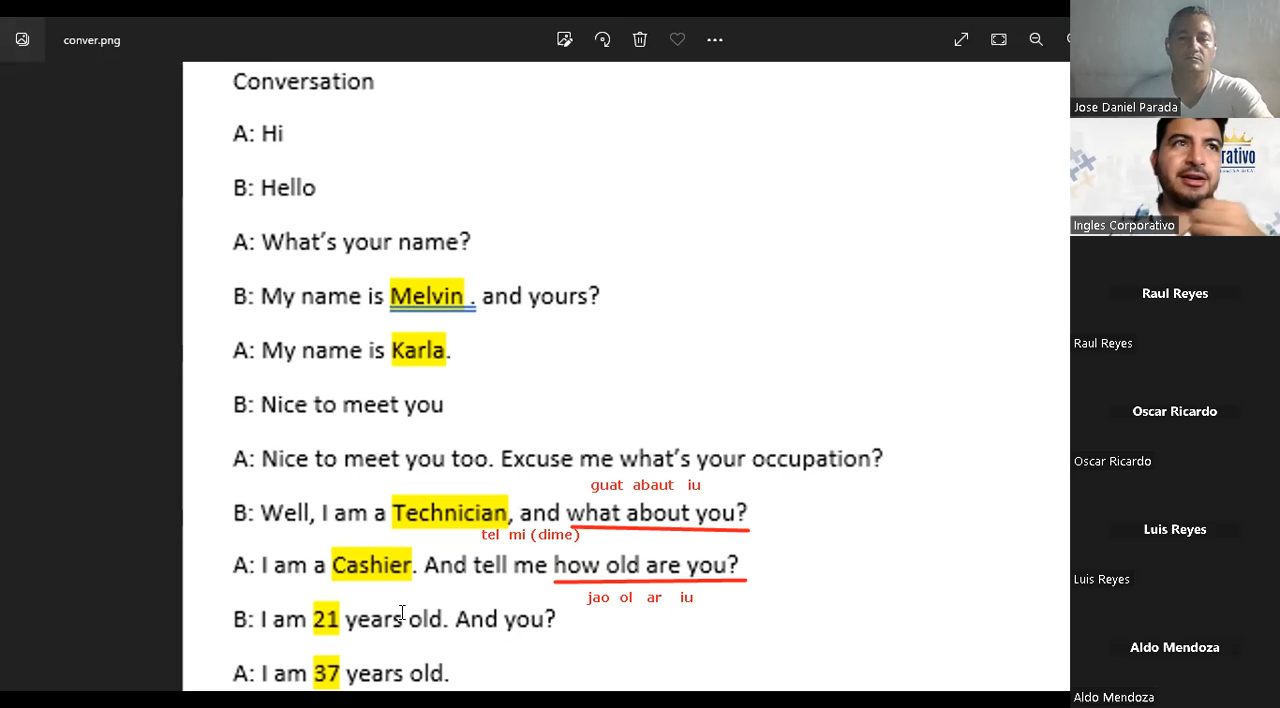 conver.png
Conversation
A: Hi
B: Hello
A: What's your name?
B: My name is Melvin . and yours?
A: My name is Karla.
B: Nice to meet you
A: Nice to meet you too. Excuse me what's your occupation?
guat abaut iu
B: Well, I am a Technician, and what about you?
tel mi (dime)
A: I am a Cashier. And tell me how old are you?
jao ol ar iu
B: I am 21 years old. And you?
A: I am 37 years old.
Jose Daniel Parada
rativo
Ingles Corporativo
Raul Reyes
Raul Reyes
Oscar Ricardo
Oscar Ricardo
Luis Reyes
Luis Reyes
Aldo Mendoza
Aldo Mendoza